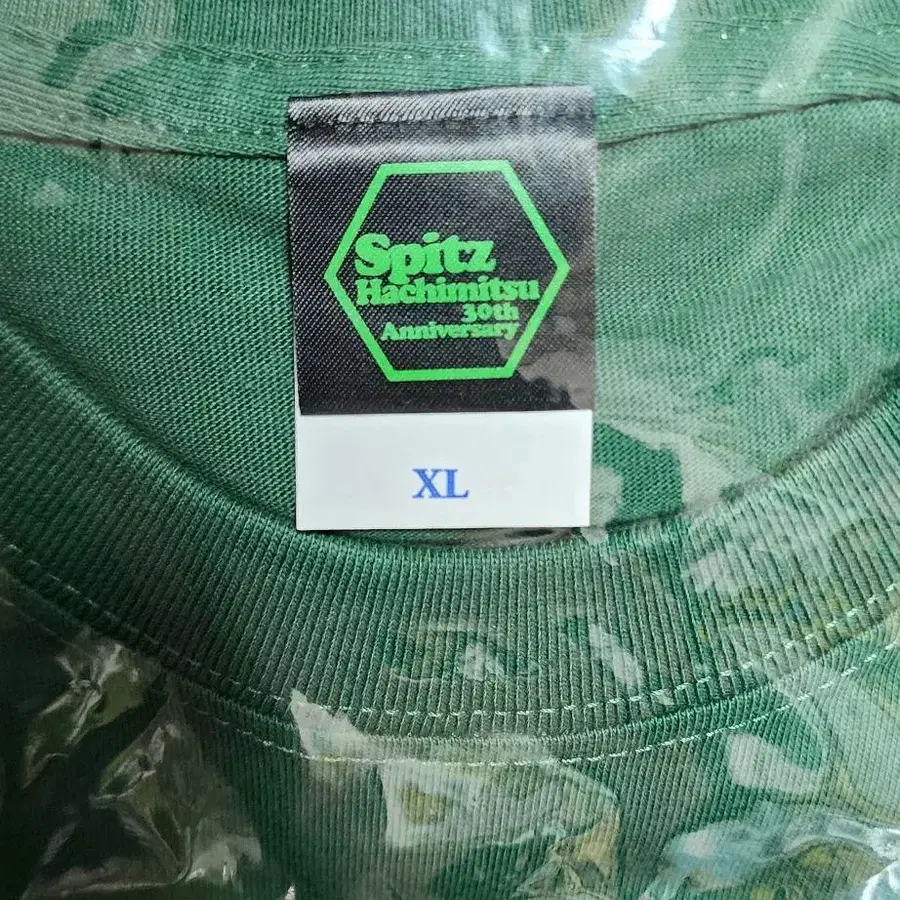 Spitz
Hachimitsu
30th
Anniversary
XL